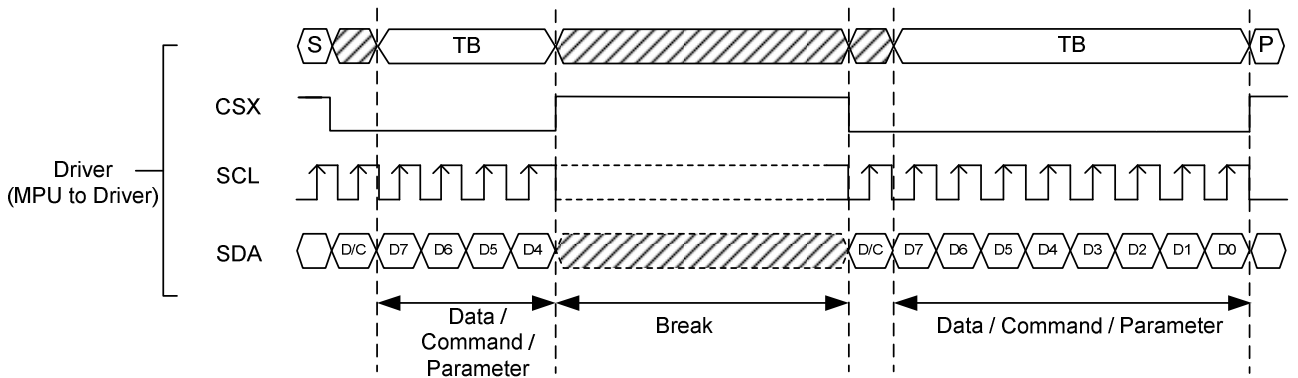 S TB TB P
CSX
Driver
(MPU to Driver)
SCL
SDA D/C D7 D6 D5 D4 D/C D7 D6 D5 D4 D3 D2 D1 D0
Data /
Command /
Parameter
Break
Data / Command / Parameter